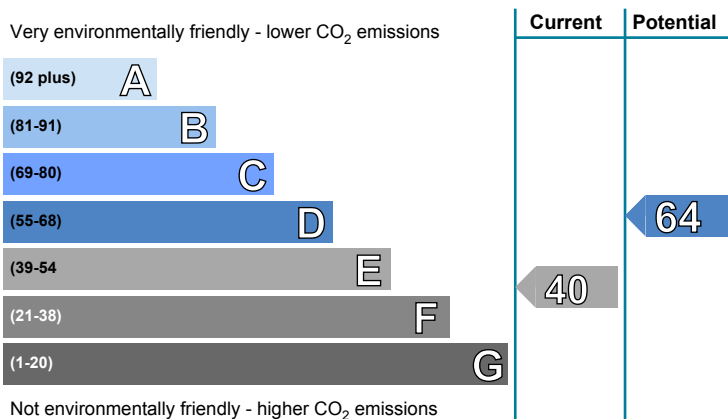 Current Potential
Very environmentally friendly - lower CO2 emissions
(92 plus) A
(81-91) B
(69-80) C
(55-68) D
64
(39-54 E
40
(21-38) F
(1-20) G
Not environmentally friendly - higher CO2 emissions